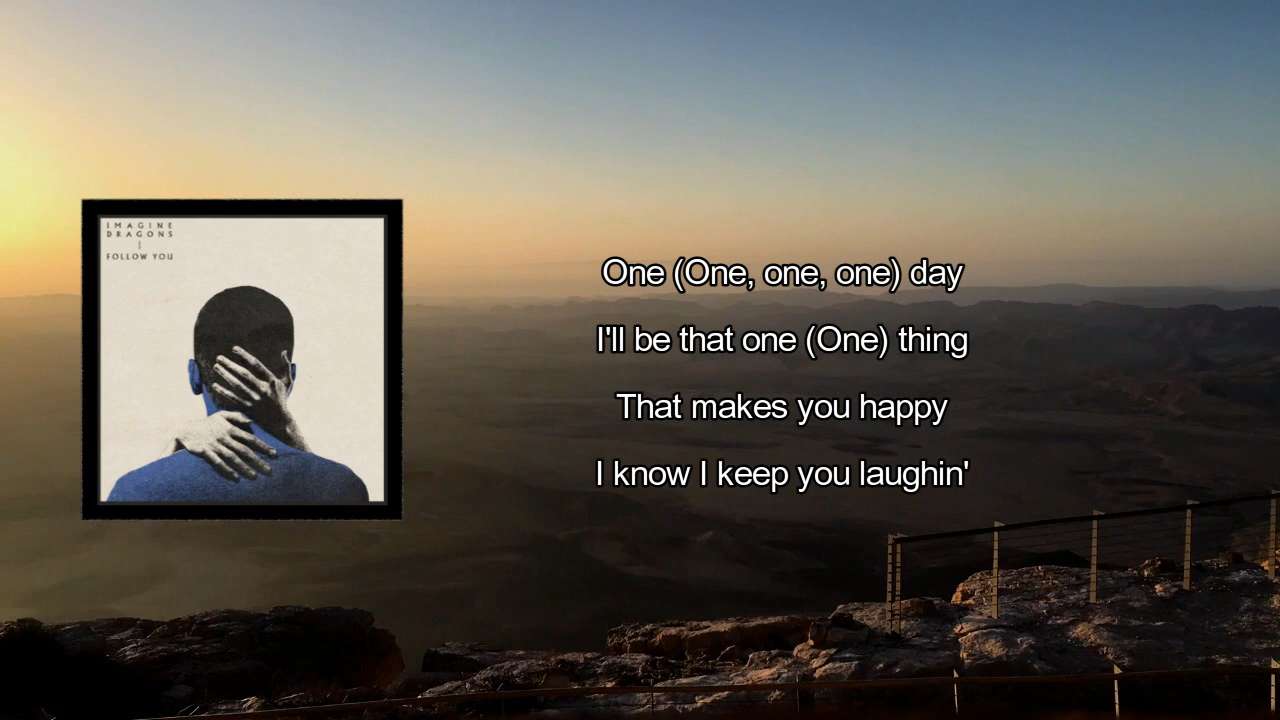 IMAGINE
DRAGONS
|
FOLLOW YOU
One (One, one, one) day
I'll be that one (One) thing
That makes you happy
I know I keep you laughin'